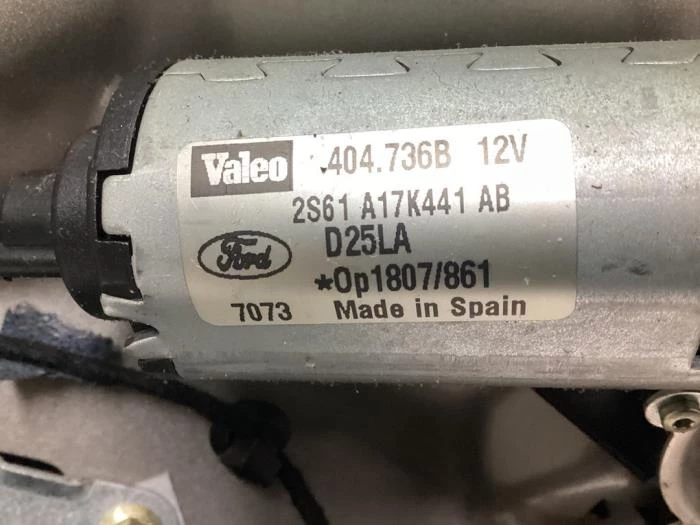 Valeo 404.736B 12V
2S61 A17K441 AB
Ford D25LA
*Op1807/861
7073 Made in Spain